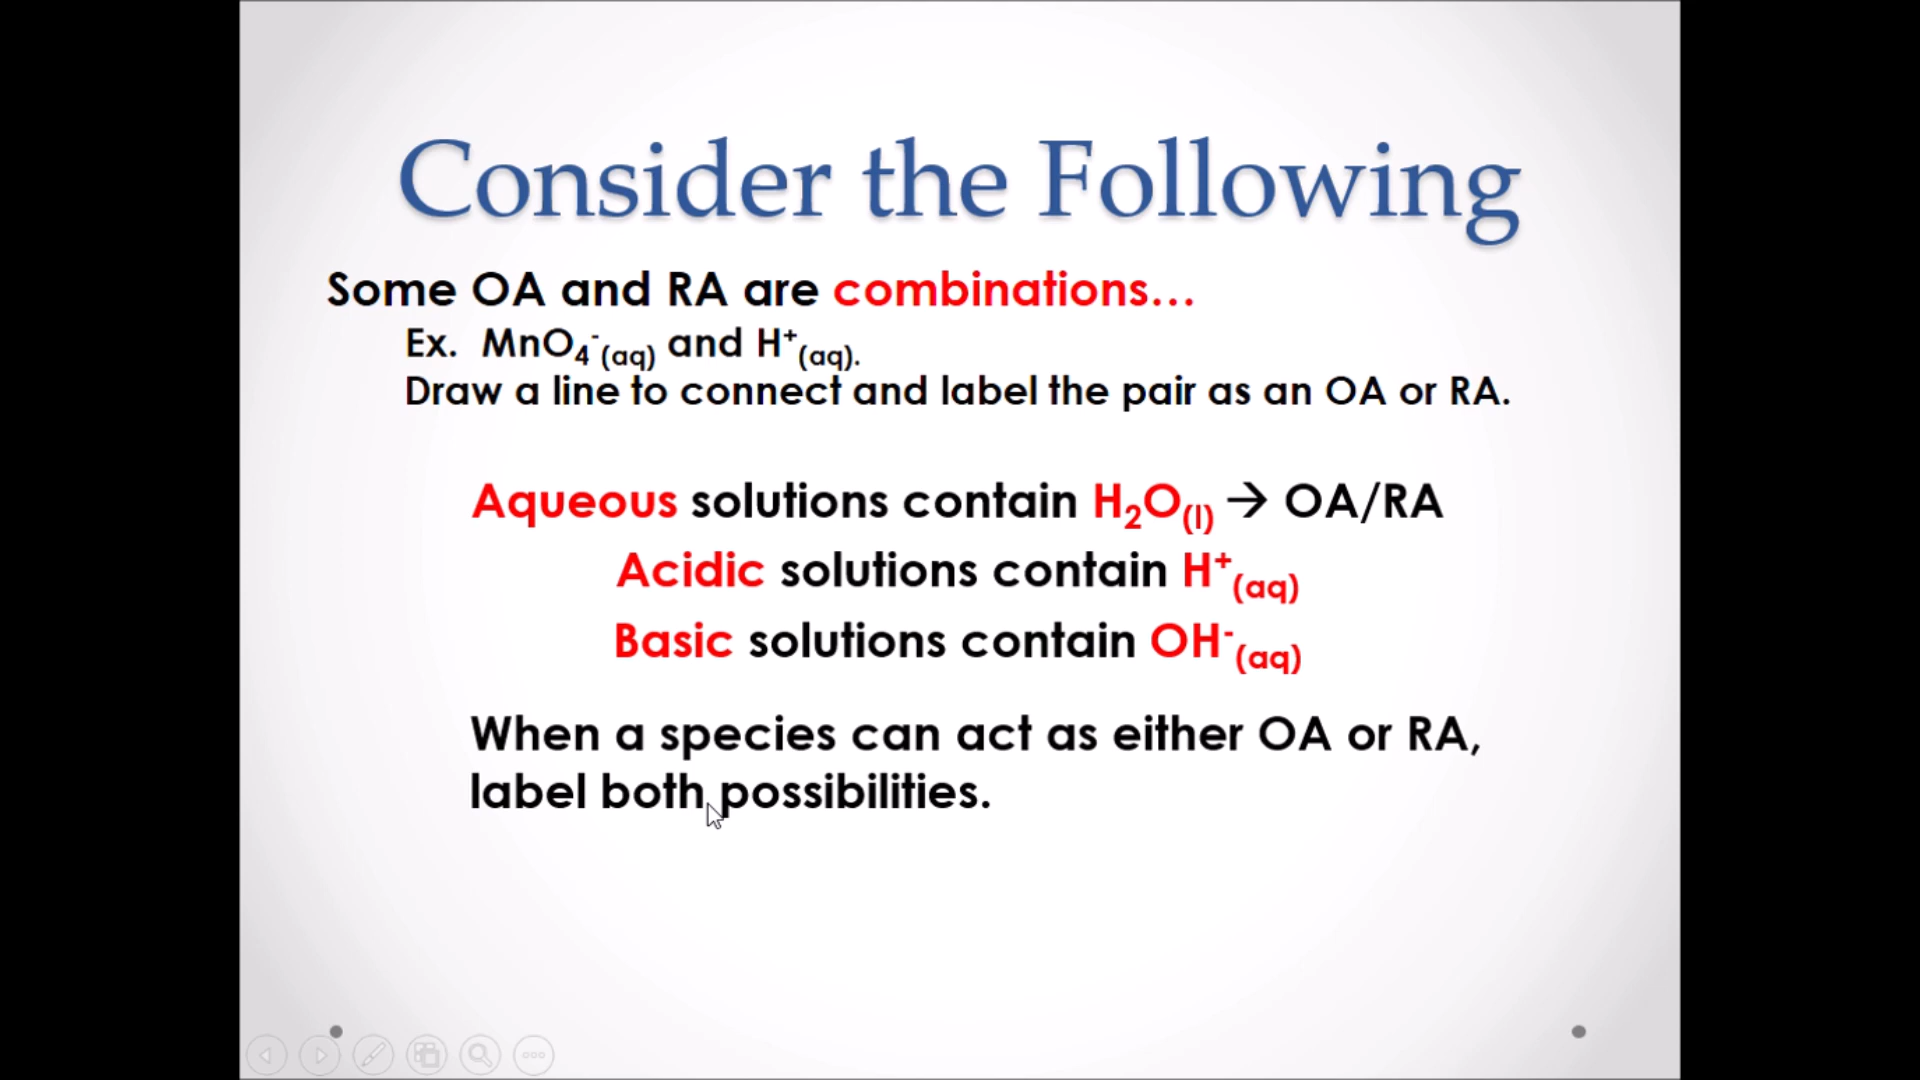 Consider the Following
Some OA and RA are combinations…
Ex. MnO₄⁻(aq) and H⁺(aq).
Draw a line to connect and label the pair as an OA or RA.
Aqueous solutions contain H₂O(l) → OA/RA
Acidic solutions contain H⁺(aq)
Basic solutions contain OH⁻(aq)
When a species can act as either OA or RA,
label both possibilities.